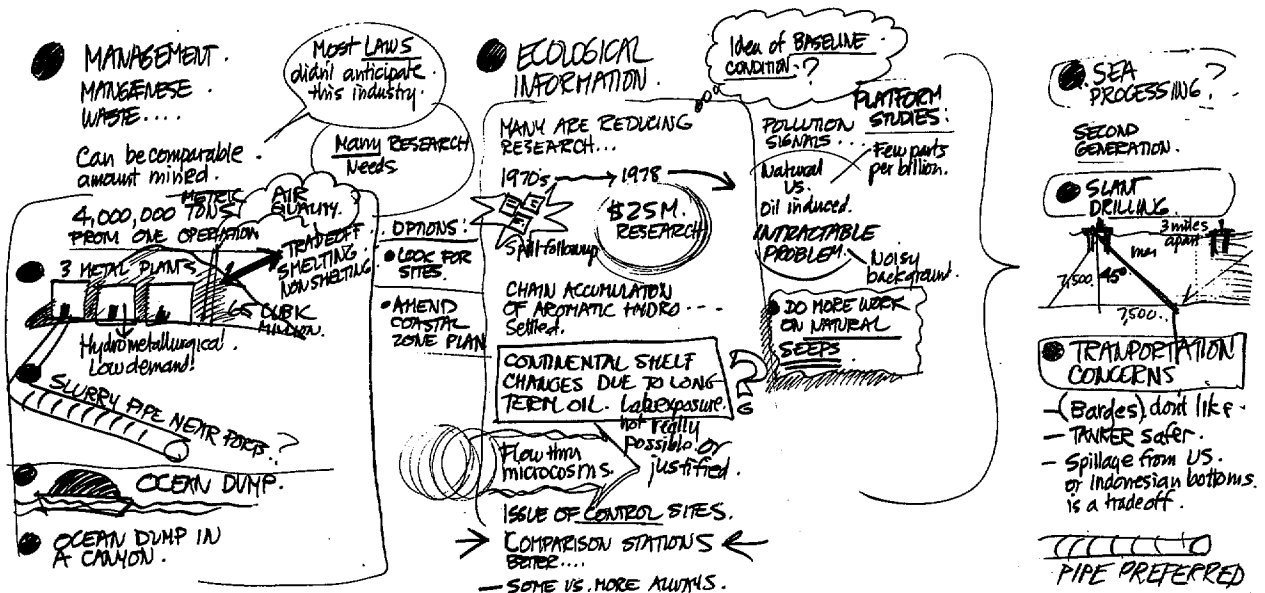 MANAGEMENT.
MANGENESE
WASTE....
Most LAWS
didn't anticipate.
this industry.
Can be comparable.
amount mined.
Many RESEARCH
Needs
METRIC
4,000,000 TONS
FROM ONE OPERATION
AIR
QUALITY.
TRADEOFF
SMELTING
NONSMELTING
3 METAL PLANTS
CUBIC
MILLION.
Hydrometallurgical.
Low demand!
SLURRY PIPE NEAR PORTS.?
OCEAN DUMP.
OCEAN DUMP IN
A CANYON.
OPTIONS:
LOOK FOR
SITES.
AMEND
COASTAL
ZONE PLAN
ECOLOGICAL
INFORMATION.
MANY ARE REDUCING
RESEARCH...
1970's 1978
$25M.
RESEARCH
Spill followup
CHAIN ACCUMULATON
OF AROMATIC HYDRO----
Settled.
CONTINENTAL SHELF
CHANGES DUE TO LONG-
TERM OIL. Lab exposure.
not really
possible or
justified.
Flow thru
microcosms.
ISSUE OF CONTROL SITES.
COMPARISON STATIONS
BETTER....
— SOME US. MORE ALWAYS.
Idea of BASELINE
CONDITION.?
PLATFORM
STUDIES:
POLLUTION
SIGNALS....
Few parts
per billion.
Natural
vs.
Oil induced.
INTRACTABLE
PROBLEM.
Noisy
background.
DO MORE WORK
ON NATURAL
SEEPS
SEA
PROCESSING?
SECOND
GENERATION.
SLANT
DRILLING.
3 miles
apart
7,500.
45°
7,500...
TRANPORTATION
CONCERNS
—(Bardes) don't like.
— TANKER safer.
— Spillage from US.
or Indonesian bottoms.
is a tradeoff.
PIPE PREFERRED